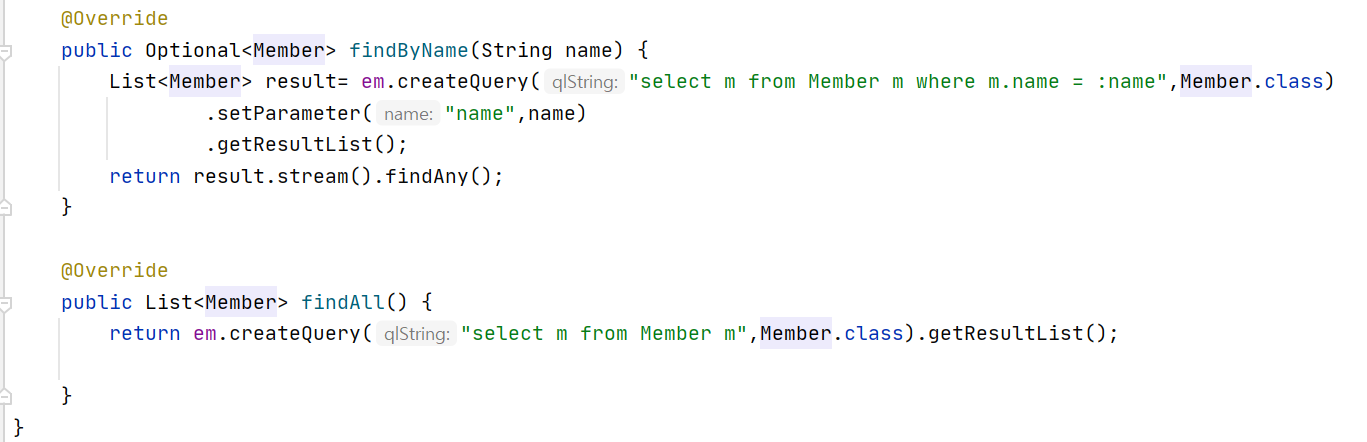 @Override
public Optional<Member> findByName(String name) {
List<Member> result= em.createQuery( qlString: "select m from Member m where m.name = :name",Member.class)
.setParameter( name: "name",name)
.getResultList();
return result.stream().findAny();
}
@Override
public List<Member> findAll() {
return em.createQuery( qlString: "select m from Member m",Member.class).getResultList();
}
}